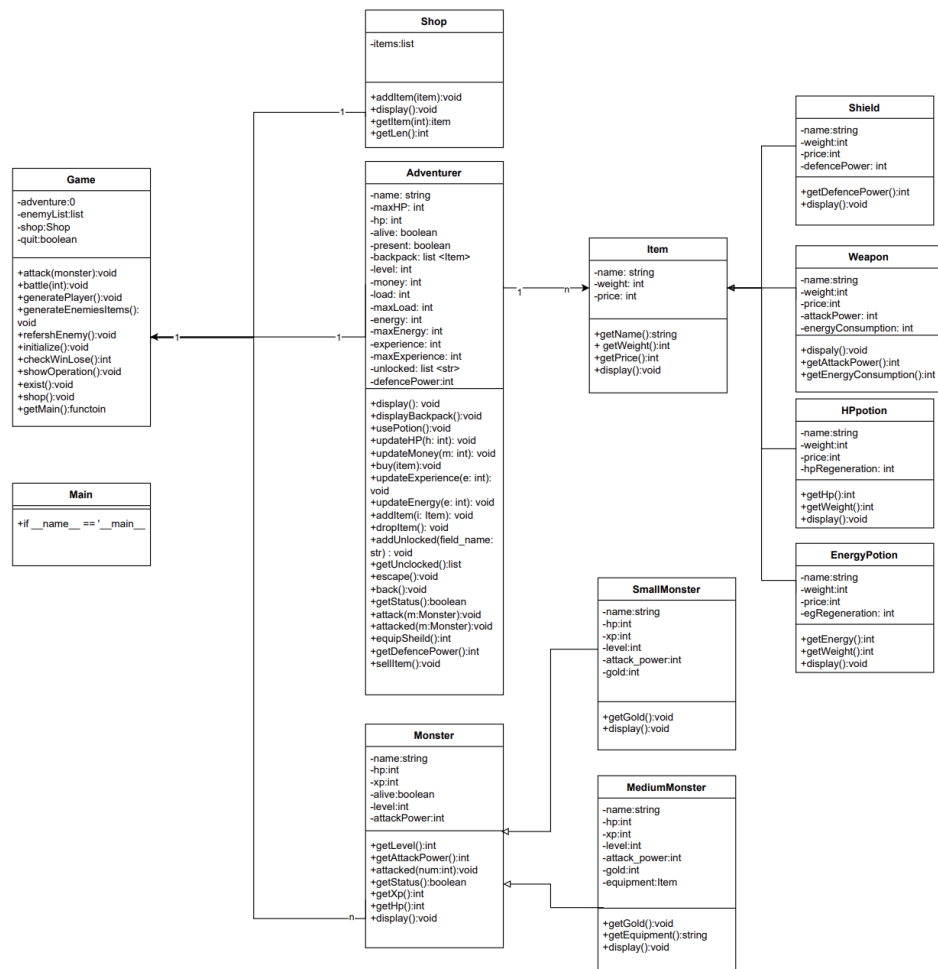 Shop
-items:list
+addItem(item):void
+display():void
+getItem(int):item
+getLen():int
Game
-adventure:0
-enemyList:list
-shop:Shop
-quit:boolean
+attack(monster):void
+battle(int):void
+generatePlayer():void
+generateEnemiesItems():
void
+refershEnemy():void
+initialize():void
+checkWinLose():int
+showOperation():void
+exist():void
+shop():void
+getMain():functoin
Main
+if __name__ == '__main__
1
1
1
n
Adventurer
-name: string
-maxHP: int
-hp: int
-alive: boolean
-present: boolean
-backpack: list <Item>
-level: int
-money: int
-load: int
-maxLoad: int
-energy: int
-maxEnergy: int
-experience: int
-maxExperience: int
-unlocked: list <str>
-defencePower:int
+display(): void
+displayBackpack():void
+usePotion():void
+updateHP(h: int): void
+updateMoney(m: int): void
+buy(item):void
+updateExperience(e: int):
void
+updateEnergy(e: int): void
+addItem(i: Item): void
+dropItem(): void
+addUnlocked(field_name:
str) : void
+getUnclocked():list
+escape():void
+back():void
+getStatus():boolean
+attack(m:Monster):void
+attacked(m:Monster):void
+equipSheild():int
+getDefencePower():int
+sellItem():void
1
n
Item
-name: string
-weight: int
-price: int
+getName():string
+ getWeight():int
+getPrice():int
+display():void
Shield
-name:string
-weight:int
-price:int
-defencePower: int
+getDefencePower():int
+display():void
Weapon
-name:string
-weight:int
-price:int
-attackPower: int
-energyConsumption: int
+dispaly():void
+getAttackPower():int
+getEnergyConsumption():int
HPpotion
-name:string
-weight:int
-price:int
-hpRegeneration: int
+getHp():int
+getWeight():int
+display():void
EnergyPotion
-name:string
-weight:int
-price:int
-egRegeneration: int
+getEnergy():int
+getWeight():int
+display():void
Monster
-name:string
-hp:int
-xp:int
-alive:boolean
-level:int
-attackPower:int
+getLevel():int
+getAttackPower():int
+attacked(num:int):void
+getStatus():boolean
+getXp():int
+getHp():int
+display():void
SmallMonster
-name:string
-hp:int
-xp:int
-level:int
-attack_power:int
-gold:int
+getGold():void
+display():void
MediumMonster
-name:string
-hp:int
-xp:int
-level:int
-attack_power:int
-gold:int
-equipment:Item
+getGold():void
+getEquipment():string
+display():void